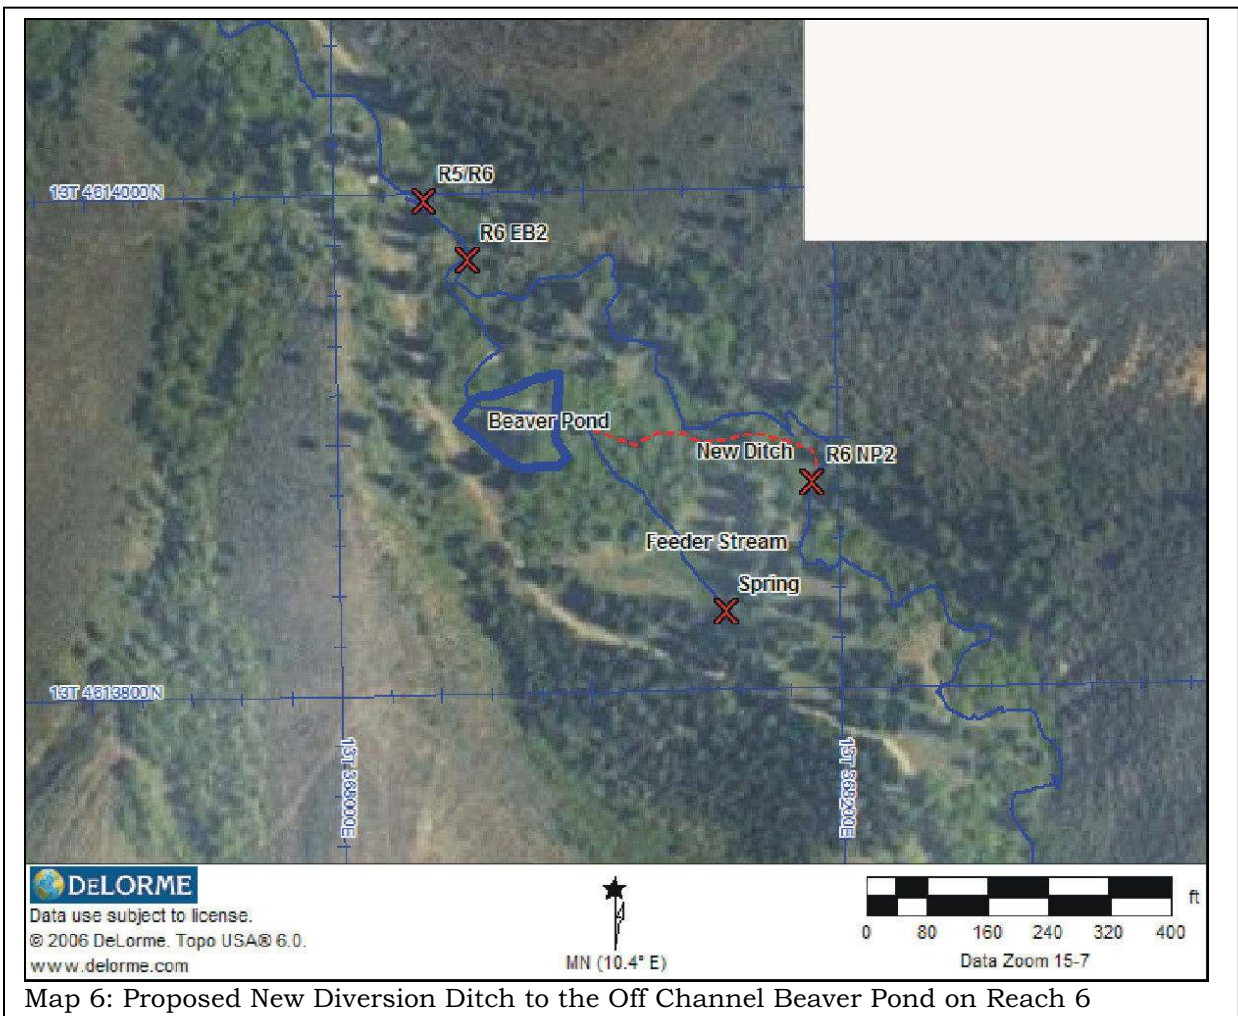 R5/R6
13T 4614000N
R6 EB2
Beaver Pond
New Ditch
R6 NP2
Feeder Stream
Spring
13T 4613800N
13T 365000E
13T 365200E
DELORME
Data use subject to license.
© 2006 DeLorme. Topo USA® 6.0.
www.delorme.com
MN (10.4° E)
ft
0 80 160 240 320 400
Data Zoom 15-7
Map 6: Proposed New Diversion Ditch to the Off Channel Beaver Pond on Reach 6